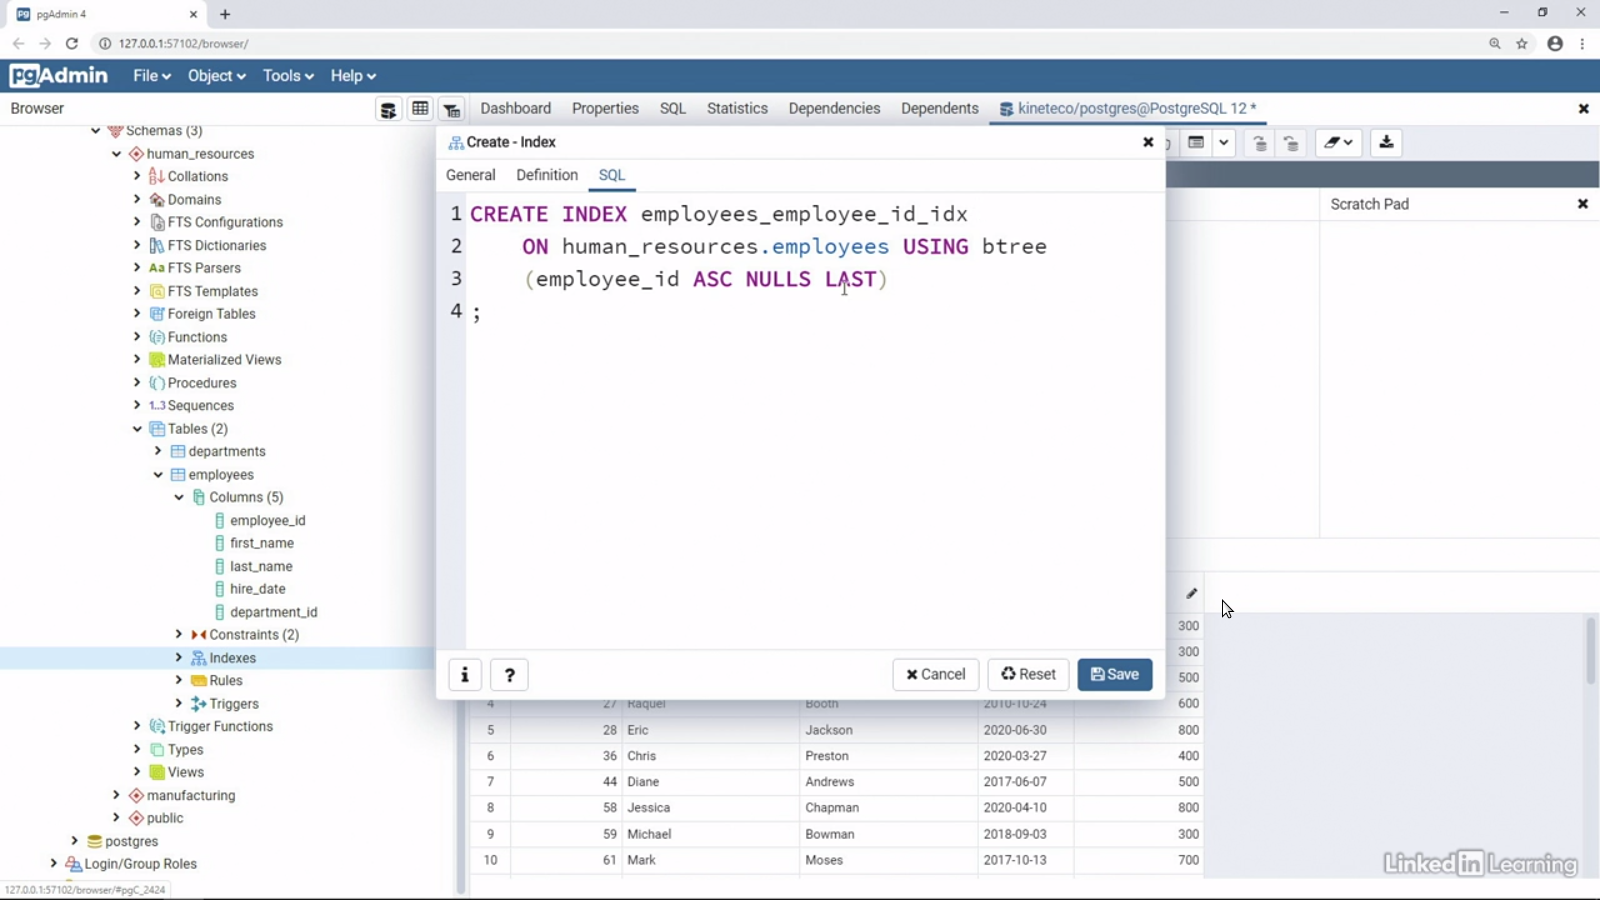 pgAdmin 4
127.0.0.1:57102/browser/
pgAdmin File Object Tools Help
Browser
Dashboard Properties SQL Statistics Dependencies Dependents kineteco/postgres@PostgreSQL 12 *
Schemas (3)
human_resources
Collations
Domains
FTS Configurations
FTS Dictionaries
FTS Parsers
FTS Templates
Foreign Tables
Functions
Materialized Views
Procedures
1..3 Sequences
Tables (2)
departments
employees
Columns (5)
employee_id
first_name
last_name
hire_date
department_id
Constraints (2)
Indexes
Rules
Triggers
Trigger Functions
Types
Views
manufacturing
public
postgres
Login/Group Roles
127.0.0.1:57102/browser/#pgC_2424
Create - Index
General Definition SQL
1 CREATE INDEX employees_employee_id_idx
2 ON human_resources.employees USING btree
3 (employee_id ASC NULLS LAST)
4 ;
? Cancel Reset Save
Scratch Pad
300
300
500
4 27 Raquel Booth 2010-10-24 600
5 28 Eric Jackson 2020-06-30 800
6 36 Chris Preston 2020-03-27 400
7 44 Diane Andrews 2017-06-07 500
8 58 Jessica Chapman 2020-04-10 800
9 59 Michael Bowman 2018-09-03 300
10 61 Mark Moses 2017-10-13 700
LinkedIn Learning